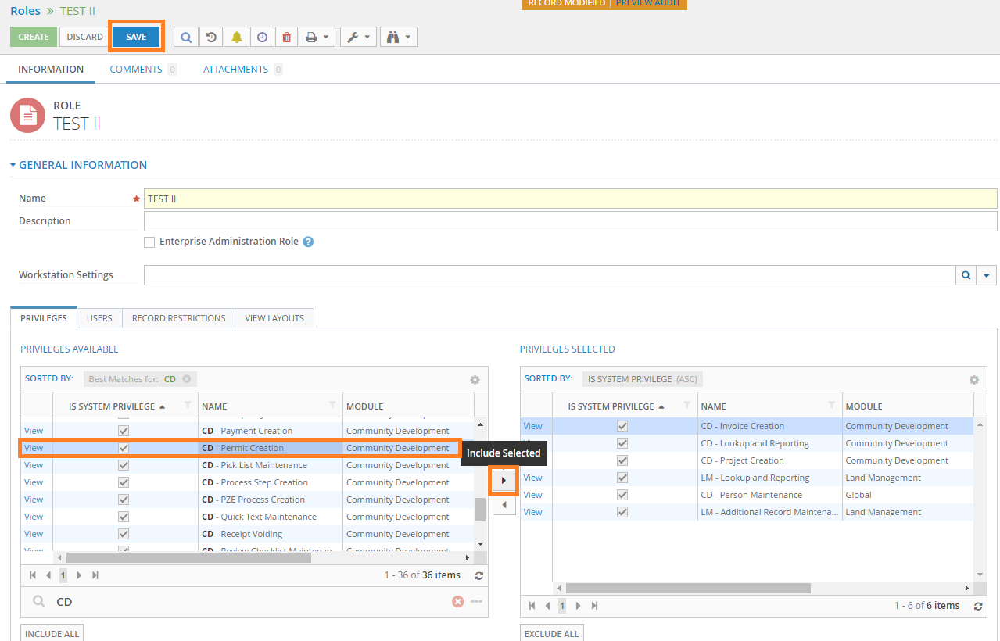 Roles » TEST II
RECORD MODIFIED | PREVIEW AUDIT
CREATE DISCARD SAVE
INFORMATION COMMENTS 0 ATTACHMENTS 0
ROLE
TEST II
GENERAL INFORMATION
Name ★ TEST II
Description
Enterprise Administration Role ?
Workstation Settings
PRIVILEGES USERS RECORD RESTRICTIONS VIEW LAYOUTS
PRIVILEGES AVAILABLE
SORTED BY: Best Matches for: CD
IS SYSTEM PRIVILEGE NAME MODULE
View CD - Payment Creation Community Development
View CD - Permit Creation Community Development
View CD - Pick List Maintenance Community Development
View CD - Process Step Creation Community Development
View CD - PZE Process Creation Community Development
View CD - Quick Text Maintenance Community Development
View CD - Receipt Voiding Community Development
View CD - Review Checklist Maintenan Community Development
1 1 - 36 of 36 items
CD
INCLUDE ALL
Include Selected
PRIVILEGES SELECTED
SORTED BY: IS SYSTEM PRIVILEGE (ASC)
IS SYSTEM PRIVILEGE NAME MODULE
View CD - Invoice Creation Community Development
CD - Lookup and Reporting Community Development
CD - Project Creation Community Development
View LM - Lookup and Reporting Land Management
View CD - Person Maintenance Global
View LM - Additional Record Maintena... Land Management
1 1 - 6 of 6 items
EXCLUDE ALL